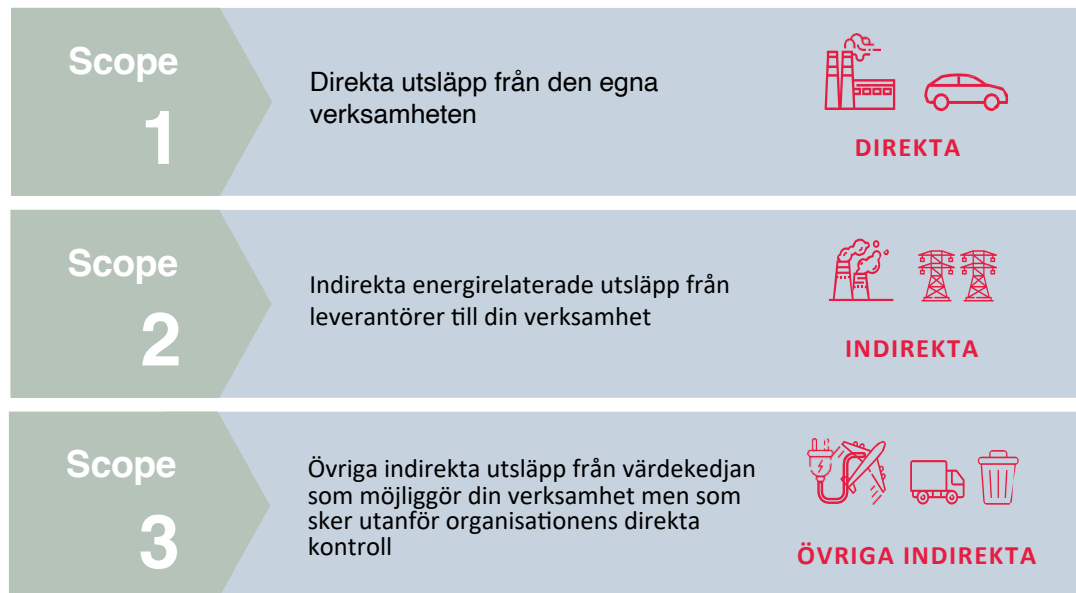 Scope
1
Direkta utsläpp från den egna
verksamheten
DIREKTA
Scope
2
Indirekta energirelaterade utsläpp från
leverantörer till din verksamhet
INDIREKTA
Scope
3
Övriga indirekta utsläpp från värdekedjan
som möjliggör din verksamhet men som
sker utanför organisationens direkta
kontroll
ÖVRIGA INDIREKTA